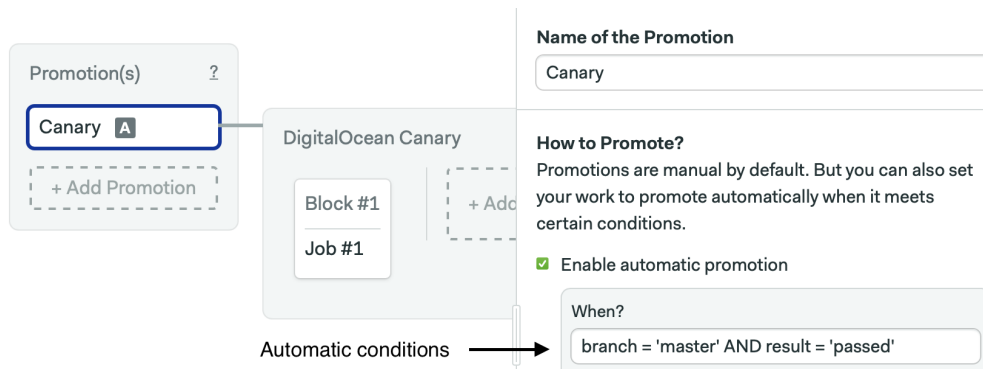 Promotion(s) ?
Canary A
+ Add Promotion
DigitalOcean Canary
Block #1
Job #1
+ Add
Automatic conditions
Name of the Promotion
Canary
How to Promote?
Promotions are manual by default. But you can also set
your work to promote automatically when it meets
certain conditions.
Enable automatic promotion
When?
branch = 'master' AND result = 'passed'